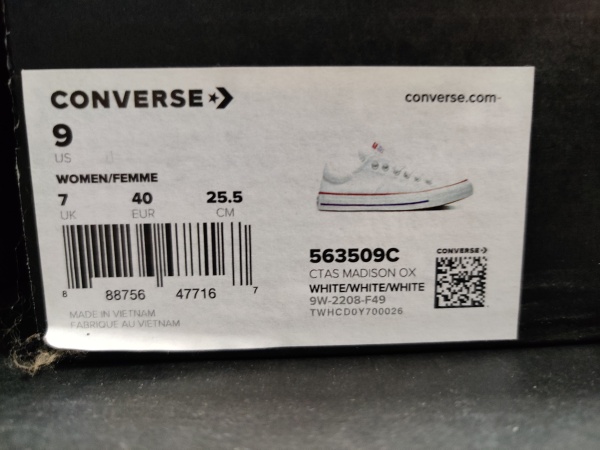 CONVERSE
converse.com
9
US
WOMEN/FEMME
7 40 25.5
UK EUR CM
8 88756 47716 7
MADE IN VIETNAM
FABRIQUE AU VIETNAM
563509C
CTAS MADISON OX
WHITE/WHITE/WHITE
9W-2208-F49
TWHCD0Y700026
CONVERSE